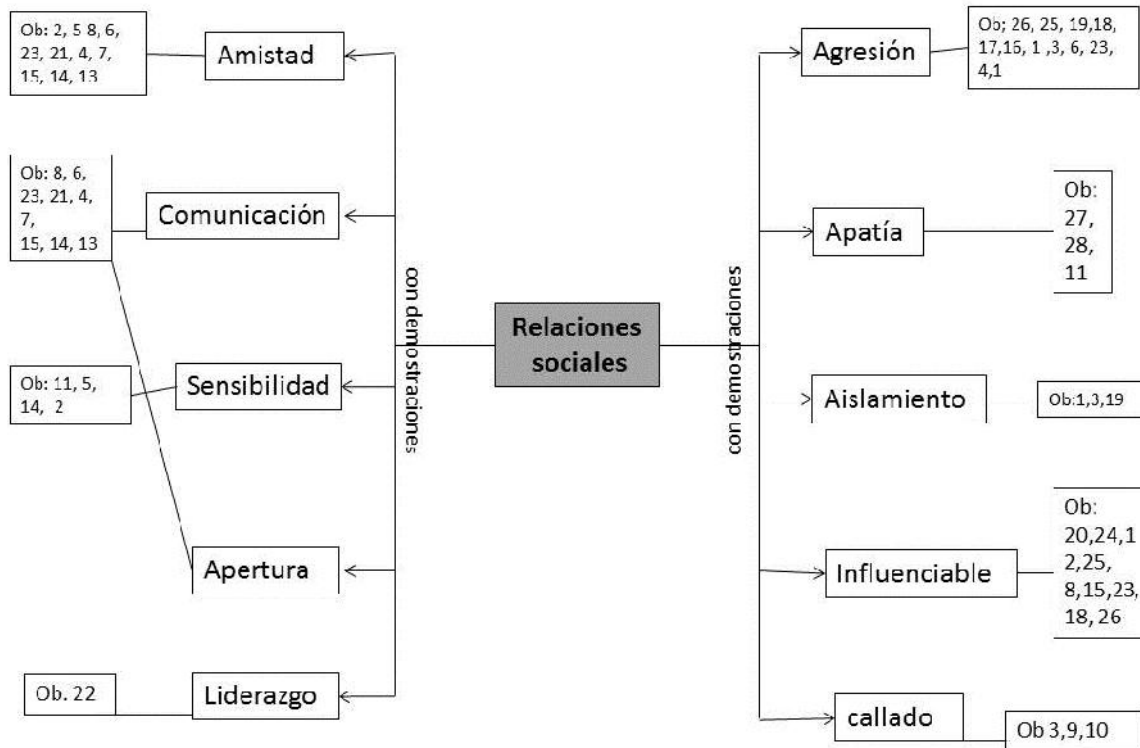 Ob: 2, 5 8, 6,
23, 21, 4, 7,
15, 14, 13
Amistad
Ob: 8, 6,
23, 21, 4,
7,
15, 14, 13
Comunicación
Ob: 11, 5,
14, 2
Sensibilidad
Apertura
Ob. 22
Liderazgo
con demostraciones
Relaciones
sociales
con demostraciones
Agresión
Ob; 26, 25, 19,18,
17,16, 1 ,3, 6, 23,
4,1
Apatía
Ob:
27,
28,
11
Aislamiento
Ob:1,3,19
Influenciable
Ob:
20,24,1
2,25,
8,15,23,
18, 26
callado
Ob 3,9,10